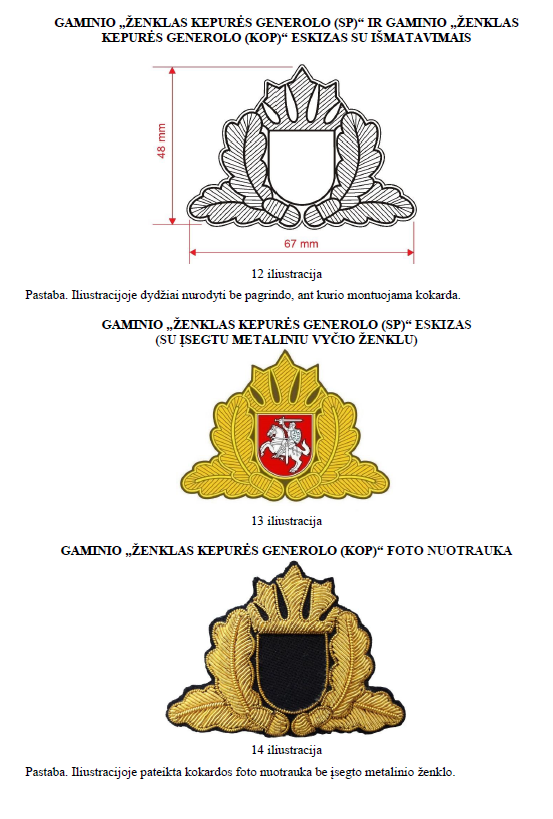 GAMINIO „ŽENKLAS KEPURĖS GENEROLO (SP)“ IR GAMINIO „ŽENKLAS
KEPURĖS GENEROLO (KOP)“ ESKIZAS SU IŠMATAVIMAIS
48 mm
67 mm
12 iliustracija
Pastaba. Iliustracijoje dydžiai nurodyti be pagrindo, ant kurio montuojama kokarda.
GAMINIO „ŽENKLAS KEPURĖS GENEROLO (SP)“ ESKIZAS
(SU ĮSEGTU METALINIU VYČIO ŽENKLU)
13 iliustracija
GAMINIO „ŽENKLAS KEPURĖS GENEROLO (KOP)“ FOTO NUOTRAUKA
14 iliustracija
Pastaba. Iliustracijoje pateikta kokardos foto nuotrauka be įsegto metalinio ženklo.